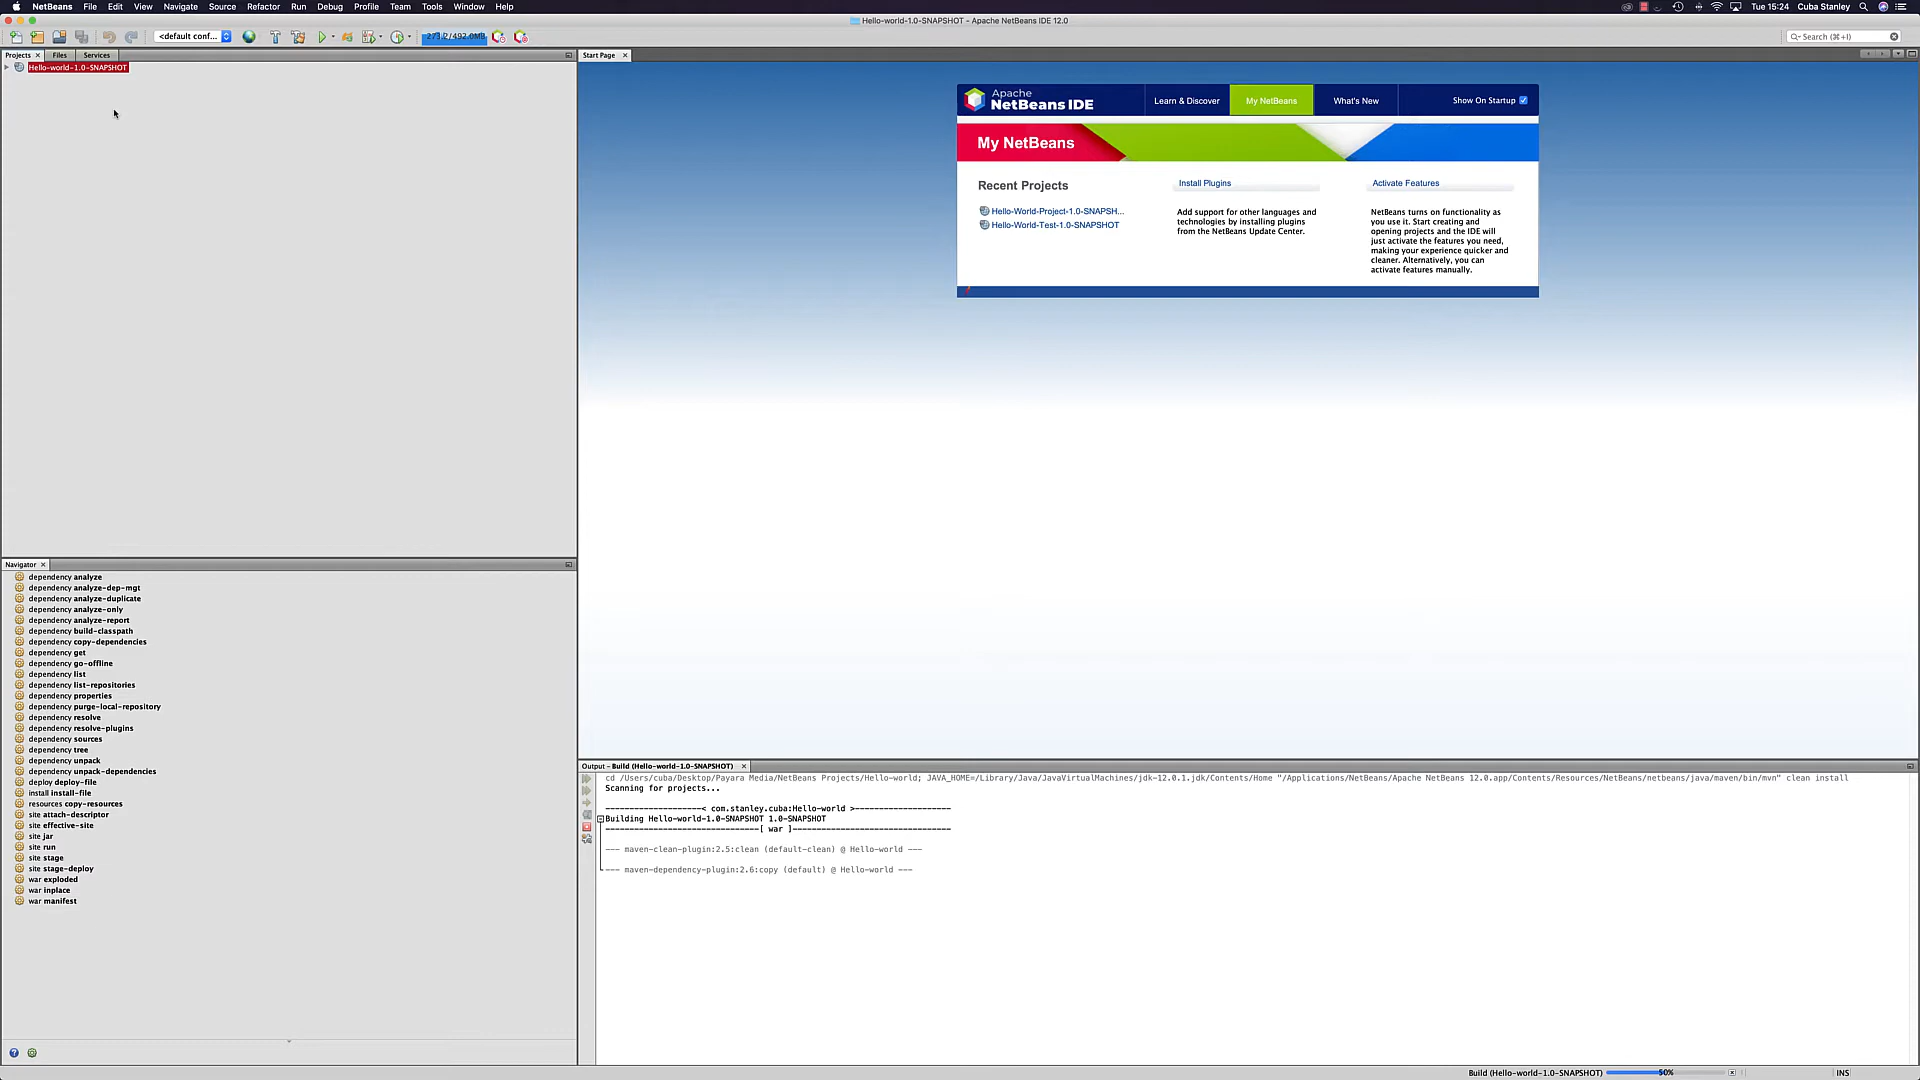 NetBeans File Edit View Navigate Source Refactor Run Debug Profile Team Tools Window Help
Tue 15:24 Cuba Stanley
Hello-world-1.0-SNAPSHOT - Apache NetBeans IDE 12.0
<default conf...
273.2/492.0MB
Search (⌘+I)
Projects Files Services
Start Page
Hello-world-1.0-SNAPSHOT
Apache
NetBeans IDE
Learn & Discover
My NetBeans
What's New
Show On Startup
My NetBeans
Recent Projects
Hello-World-Project-1.0-SNAPSH...
Hello-World-Test-1.0-SNAPSHOT
Install Plugins
Add support for other languages and
technologies by installing plugins
from the NetBeans Update Center.
Activate Features
NetBeans turns on functionality as
you use it. Start creating and
opening projects and the IDE will
just activate the features you need,
making your experience quicker and
cleaner. Alternatively, you can
activate features manually.
Navigator
dependency analyze
dependency analyze-dep-mgt
dependency analyze-duplicate
dependency analyze-only
dependency analyze-report
dependency build-classpath
dependency copy-dependencies
dependency get
dependency go-offline
dependency list
dependency list-repositories
dependency properties
dependency purge-local-repository
dependency resolve
dependency resolve-plugins
dependency sources
dependency tree
dependency unpack
dependency unpack-dependencies
deploy deploy-file
install install-file
resources copy-resources
site attach-descriptor
site effective-site
site jar
site run
site stage
site stage-deploy
war exploded
war inplace
war manifest
Output - Build (Hello-world-1.0-SNAPSHOT)
cd /Users/cuba/Desktop/Payara Media/NetBeans Projects/Hello-world; JAVA_HOME=/Library/Java/JavaVirtualMachines/jdk-12.0.1.jdk/Contents/Home "/Applications/NetBeans/Apache NetBeans 12.0.app/Contents/Resources/NetBeans/netbeans/java/maven/bin/mvn" clean install
Scanning for projects...
---------------------< com.stanley.cuba:Hello-world >---------------------
Building Hello-world-1.0-SNAPSHOT 1.0-SNAPSHOT
--------------------------------[ war ]---------------------------------
--- maven-clean-plugin:2.5:clean (default-clean) @ Hello-world ---
--- maven-dependency-plugin:2.6:copy (default) @ Hello-world ---
Build (Hello-world-1.0-SNAPSHOT) 50% INS